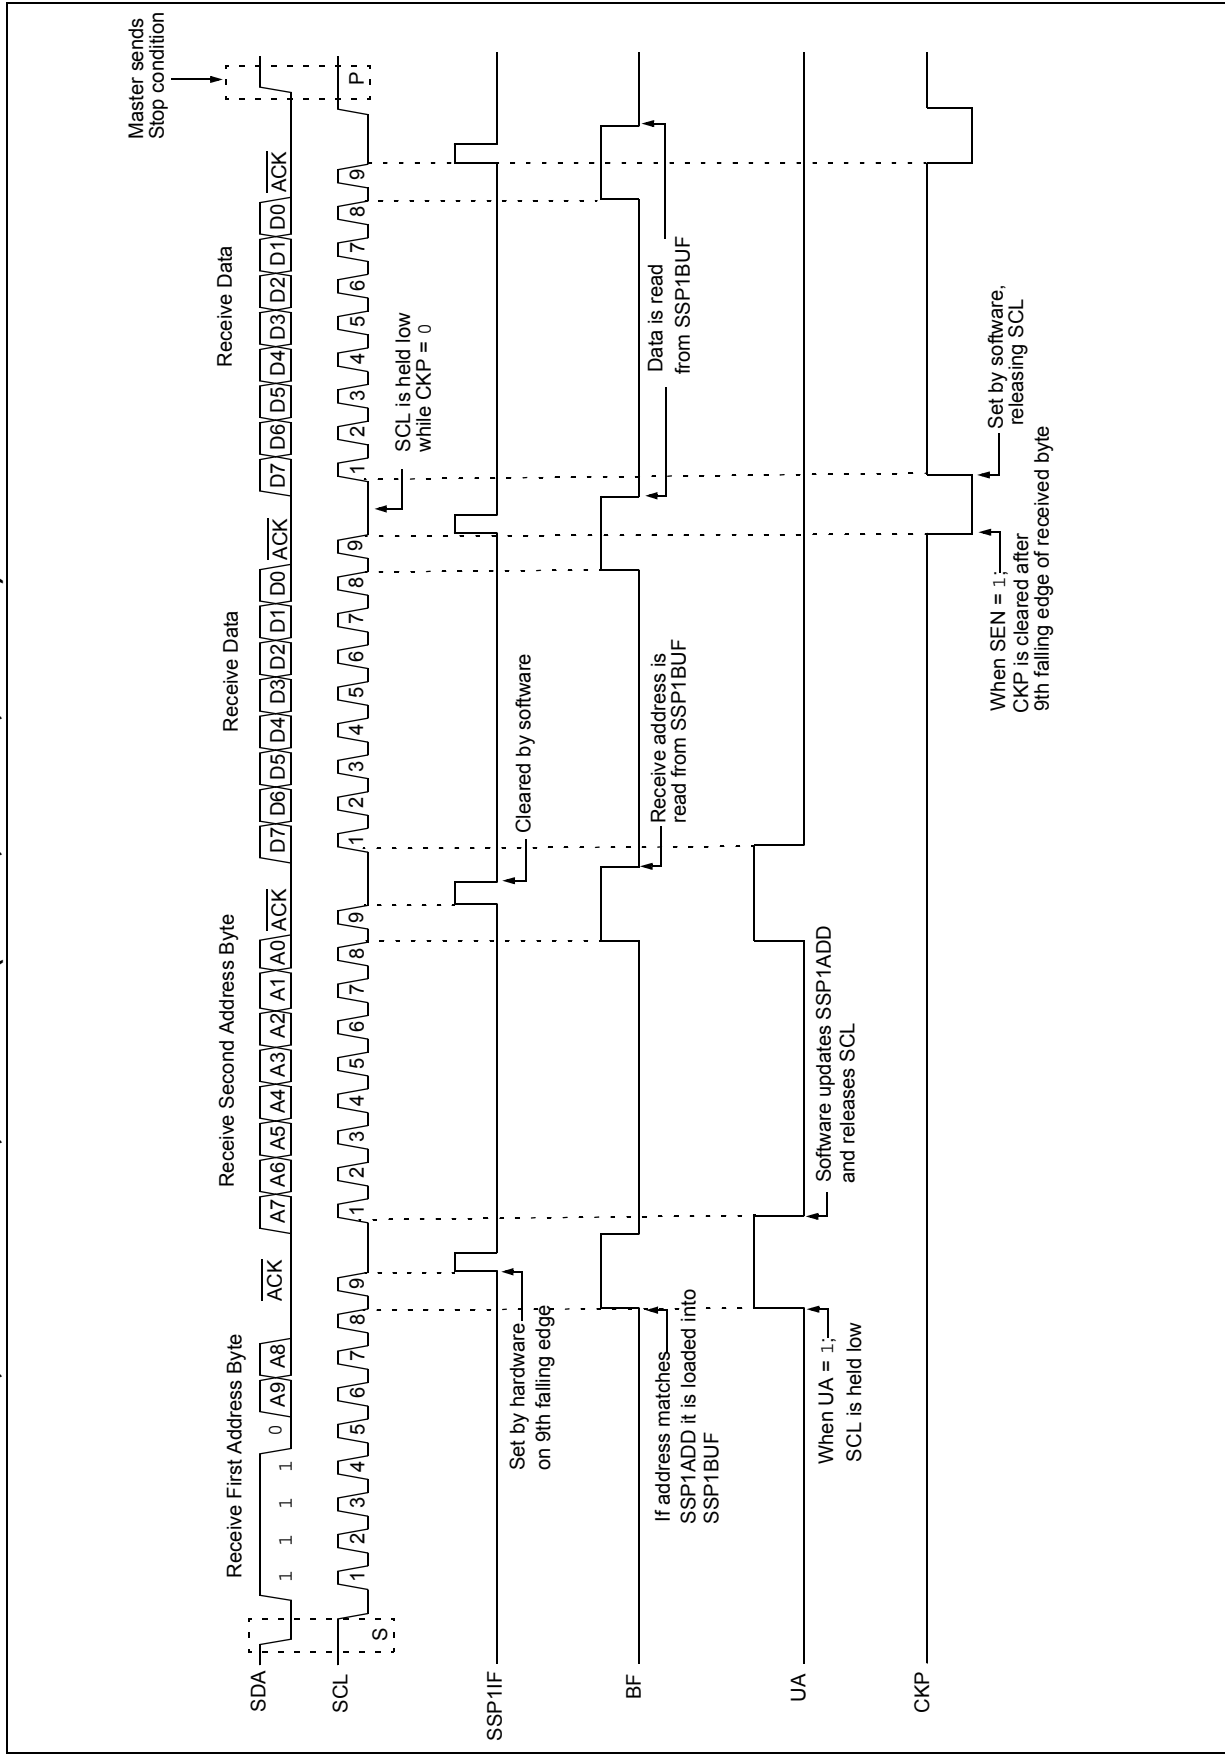 Master sends
Stop condition
Receive First Address Byte
Receive Second Address Byte
Receive Data
Receive Data
SDA
1 1 1 1 0 A9 A8 ACK
A7 A6 A5 A4 A3 A2 A1 A0 ACK
D7 D6 D5 D4 D3 D2 D1 D0 ACK
D7 D6 D5 D4 D3 D2 D1 D0 ACK
SCL
S
1 2 3 4 5 6 7 8 9
1 2 3 4 5 6 7 8 9
1 2 3 4 5 6 7 8 9
1 2 3 4 5 6 7 8 9
P
SCL is held low
while CKP = 0
SSP1IF
Set by hardware
on 9th falling edge
Cleared by software
BF
If address matches
SSP1ADD it is loaded into
SSP1BUF
Receive address is
read from SSP1BUF
Data is read
from SSP1BUF
UA
When UA = 1;
SCL is held low
Software updates SSP1ADD
and releases SCL
CKP
When SEN = 1;
CKP is cleared after
9th falling edge of received byte
Set by software,
releasing SCL